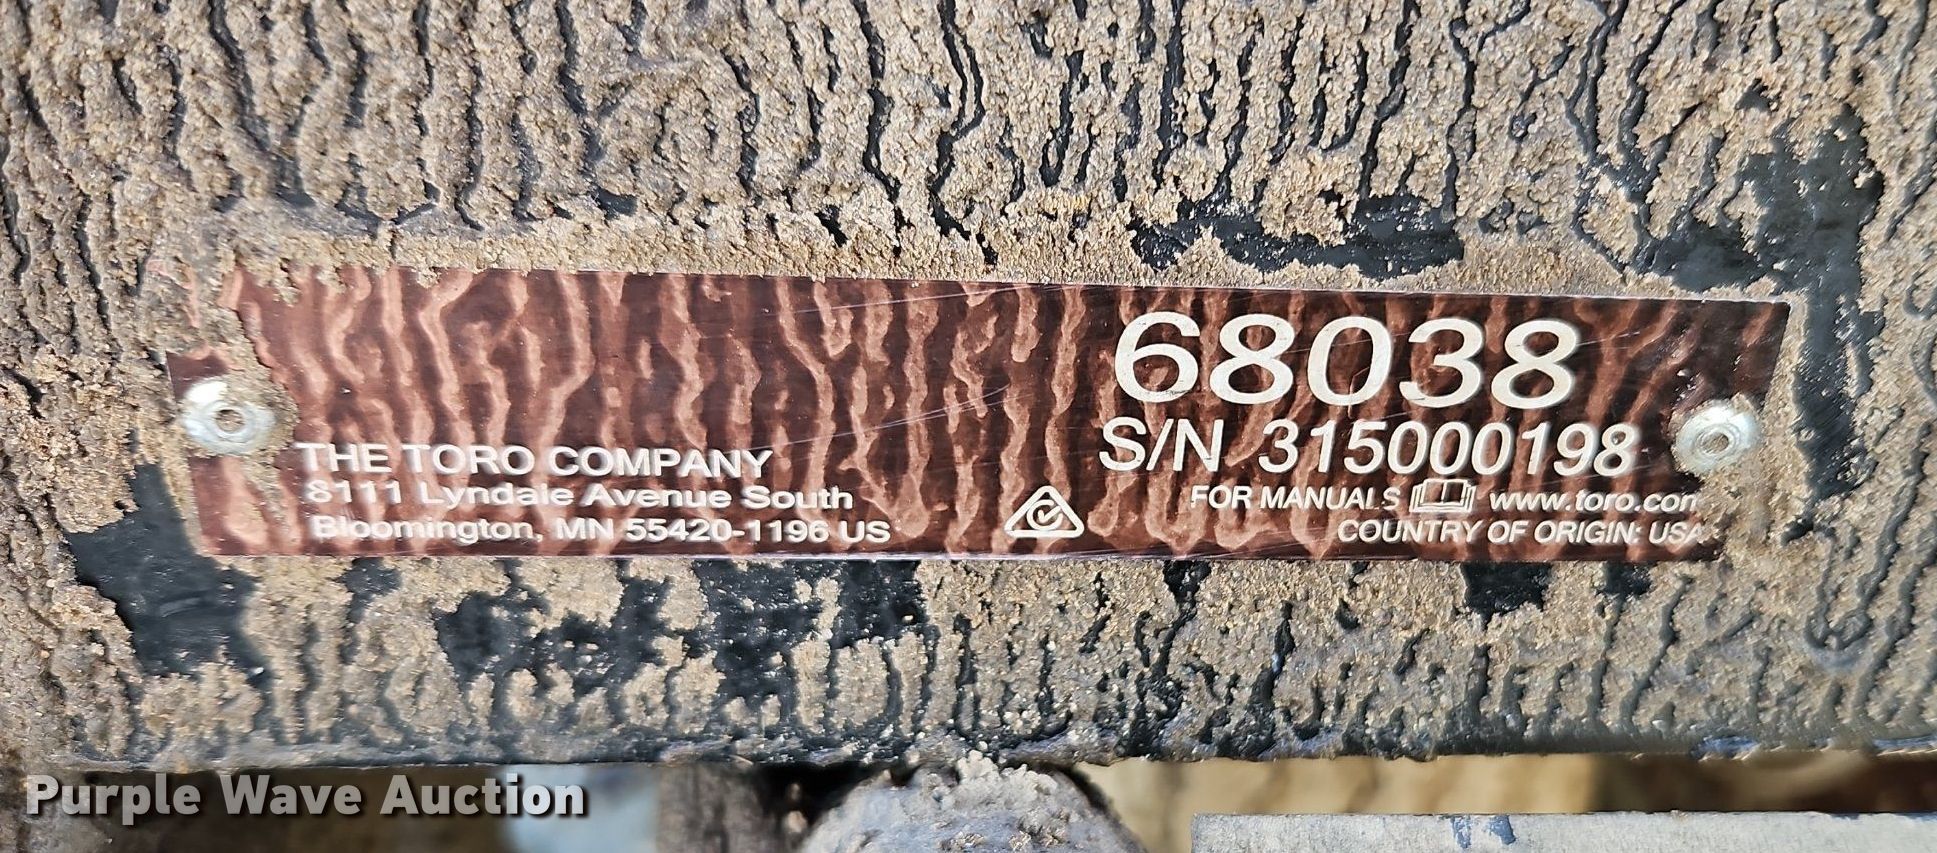 68038
S/N 315000198
THE TORO COMPANY
8111 Lyndale Avenue South
Bloomington, MN 55420-1196 US
FOR MANUALS www.toro.com
COUNTRY OF ORIGIN: USA
Purple Wave Auction